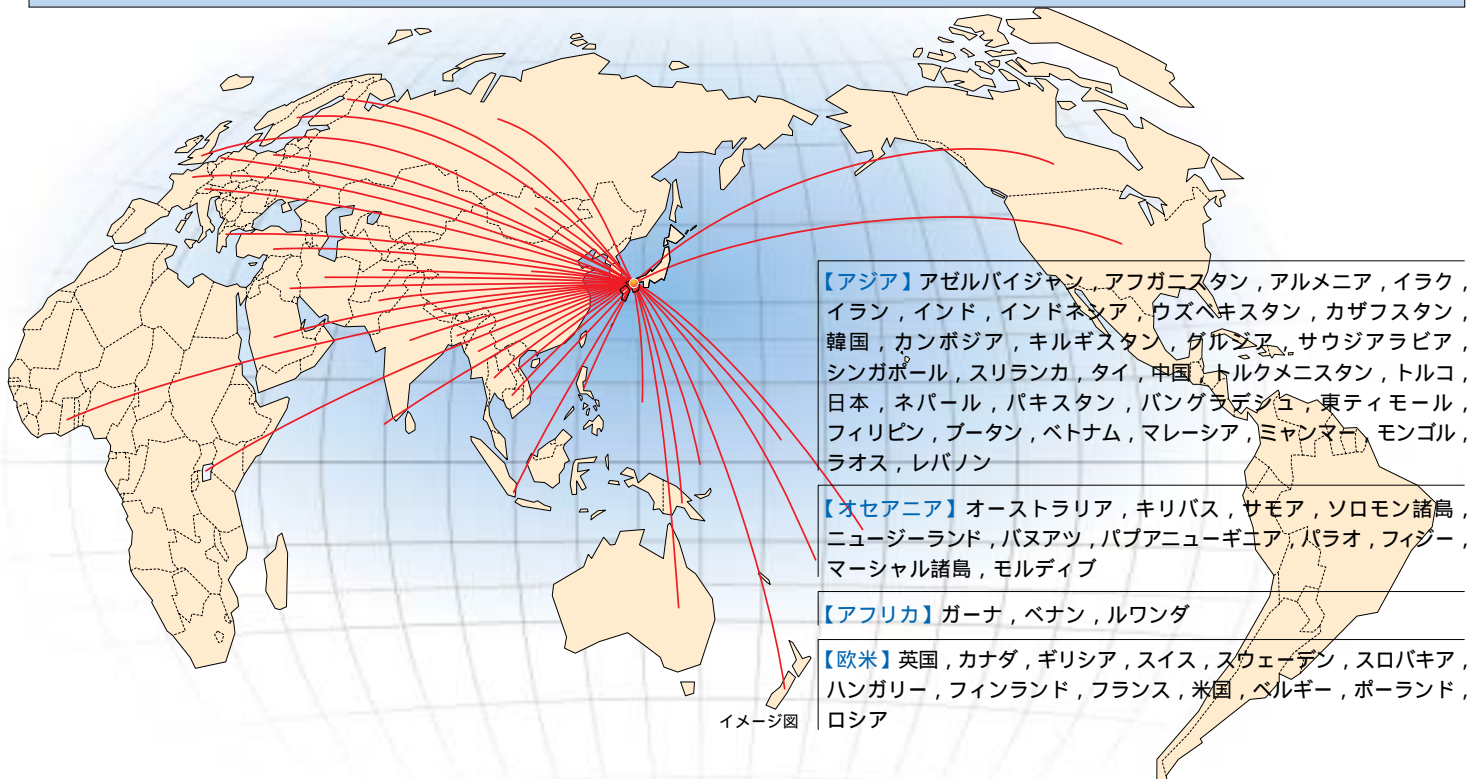 【アジア】アゼルバイジャン，アフガニスタン，アルメニア，イラク，
イラン，インド，インドネシア，ウズベキスタン，カザフスタン，
韓国，カンボジア，キルギスタン，グルジア，サウジアラビア，
シンガポール，スリランカ，タイ，中国，トルクメニスタン，トルコ，
日本，ネパール，パキスタン，バングラデシュ，東ティモール，
フィリピン，ブータン，ベトナム，マレーシア，ミャンマー，モンゴル，
ラオス，レバノン
【オセアニア】オーストラリア，キリバス，サモア，ソロモン諸島，
ニュージーランド，バヌアツ，パプアニューギニア，パラオ，フィジー，
マーシャル諸島，モルディブ
【アフリカ】ガーナ，ベナン，ルワンダ
【欧米】英国，カナダ，ギリシア，スイス，スウェーデン，スロバキア，
ハンガリー，フィンランド，フランス，米国，ベルギー，ポーランド，
ロシア
イメージ図